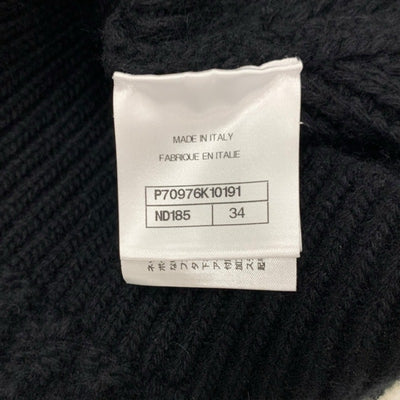 MADE IN ITALY
FABRIQUE EN ITALIE
P70976K10191
ND185 34